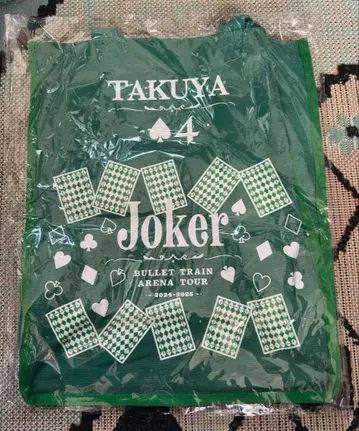 TAKUYA
♠4
Joker
BULLET TRAIN
ARENA TOUR
- 2024-2025 -